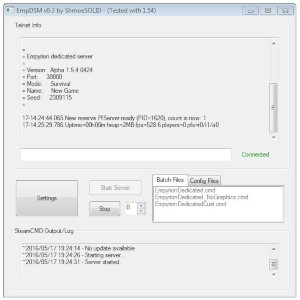 EmpDSM v0.3 by ShmoeSOLID - (Tested with 1.54)
Telnet Info
=
= Empyrion dedicated server
=
= Version: Alpha 1.5.4 0424
= Port: 30000
= Mode: Survival
= Name: New Game
= Seed: 2309115
=
17-14:24:44.065 New reserve PfServer ready (PID=1620), count is now: 1
17-14:25:29.786 Uptime=00h00m heap=2MB fps=528.6 players=0
Connected
Settings
Start Server
Stop
0
Batch Files
Config Files
EmpyrionDedicated.cmd
EmpyrionDedicated_NoGraphics.cmd
EmpyrionDedicatedCust.cmd
SteamCMD Output/Log
~2016/05/17 19:24:14 - No update available
~2016/05/17 19:24:26 - Starting server...
~2016/05/17 19:24:31 - Server started.